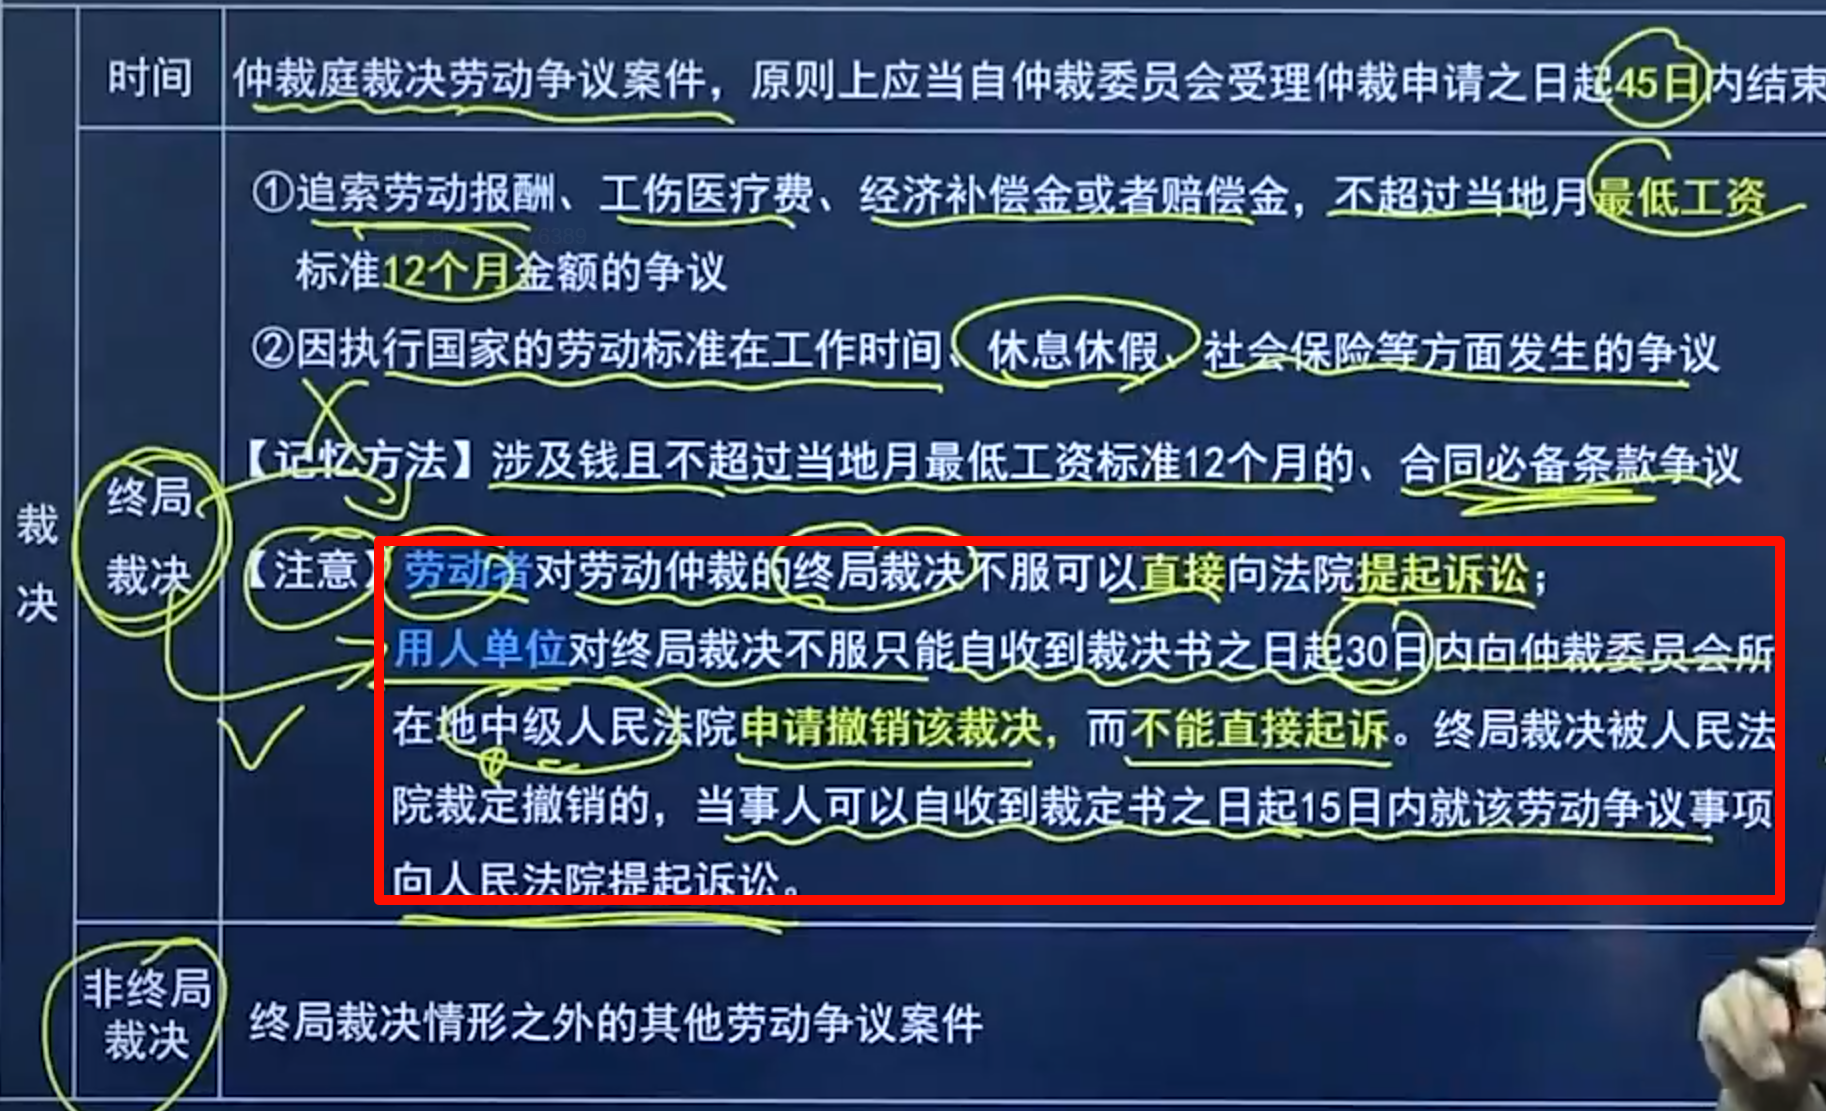 时间
仲裁庭裁决劳动争议案件，原则上应当自仲裁委员会受理仲裁申请之日起45日内结束
裁决
终局裁决
①追索劳动报酬、工伤医疗费、经济补偿金或者赔偿金，不超过当地月最低工资
标准12个月金额的争议
②因执行国家的劳动标准在工作时间、休息休假、社会保险等方面发生的争议
【记忆方法】涉及钱且不超过当地月最低工资标准12个月的、合同必备条款争议
【注意】劳动者对劳动仲裁的终局裁决不服可以直接向法院提起诉讼；
用人单位对终局裁决不服只能自收到裁决书之日起30日内向仲裁委员会所
在地中级人民法院申请撤销该裁决，而不能直接起诉。终局裁决被人民法
院裁定撤销的，当事人可以自收到裁定书之日起15日内就该劳动争议事项
向人民法院提起诉讼。
非终局
裁决
终局裁决情形之外的其他劳动争议案件